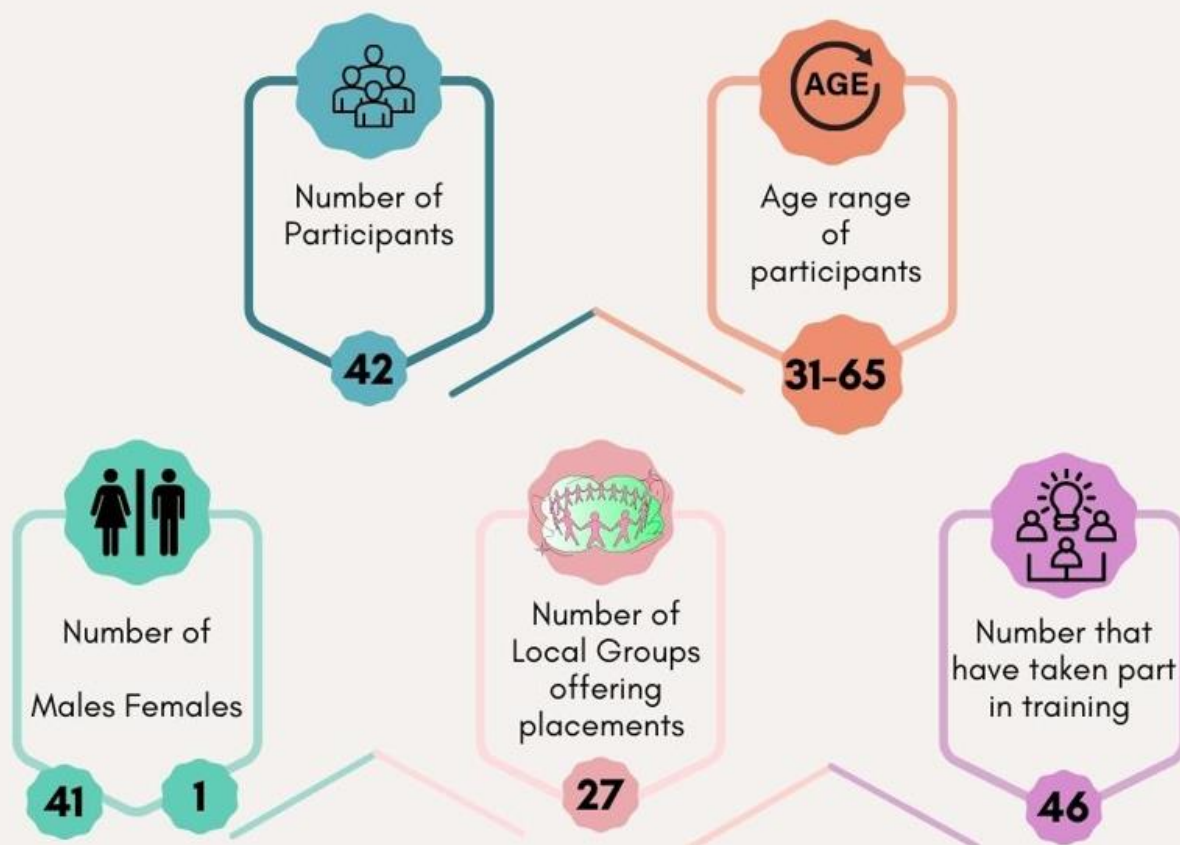 Number of
Participants
42
AGE
Age range
of
participants
31-65
Number of
Males Females
41 1
Number of
Local Groups
offering
placements
27
Number that
have taken part
in training
46